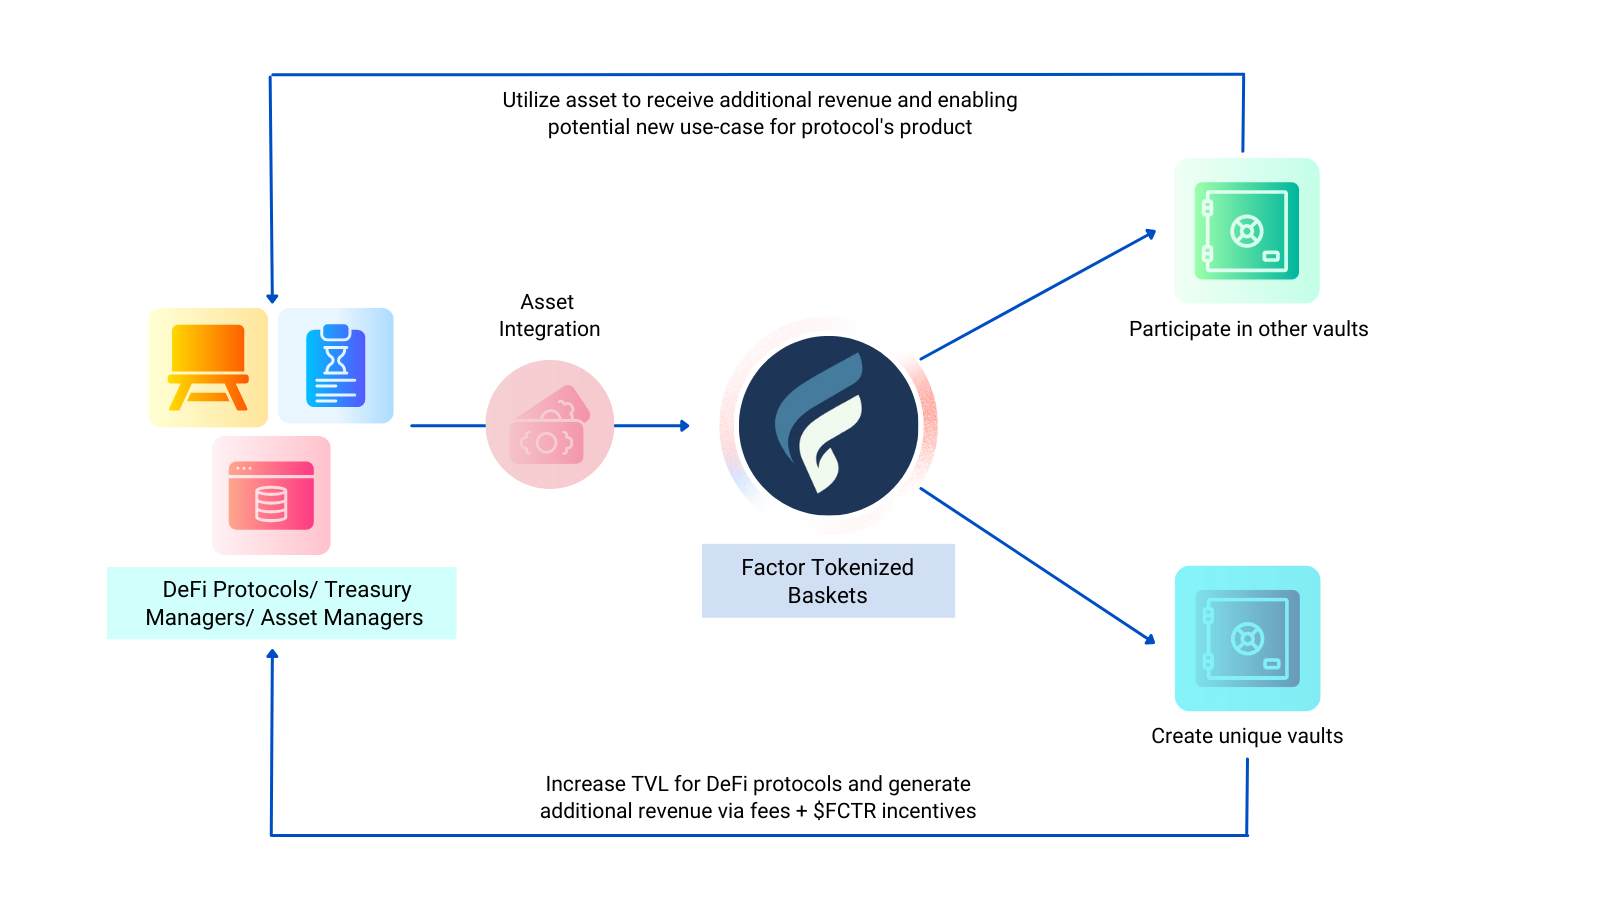 Utilize asset to receive additional revenue and enabling
potential new use-case for protocol's product
Asset
Integration
Participate in other vaults
DeFi Protocols/ Treasury
Managers/ Asset Managers
Factor Tokenized
Baskets
Create unique vaults
Increase TVL for DeFi protocols and generate
additional revenue via fees + $FCTR incentives